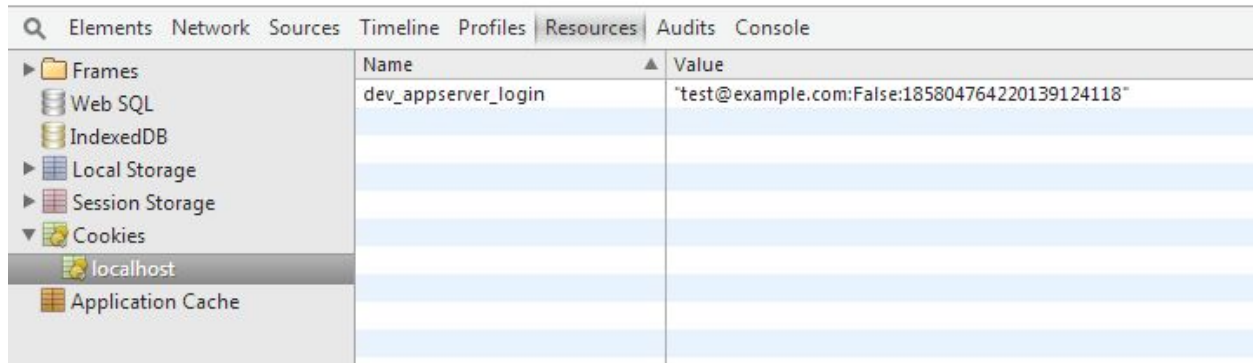 Elements Network Sources Timeline Profiles Resources Audits Console
Frames
Web SQL
IndexedDB
Local Storage
Session Storage
Cookies
localhost
Application Cache
Name Value
dev_appserver_login "test@example.com:False:185804764220139124118"